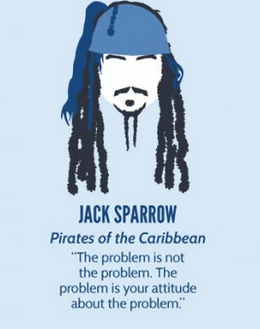 JACK SPARROW
Pirates of the Caribbean
"The problem is not
the problem. The
problem is your attitude
about the problem."